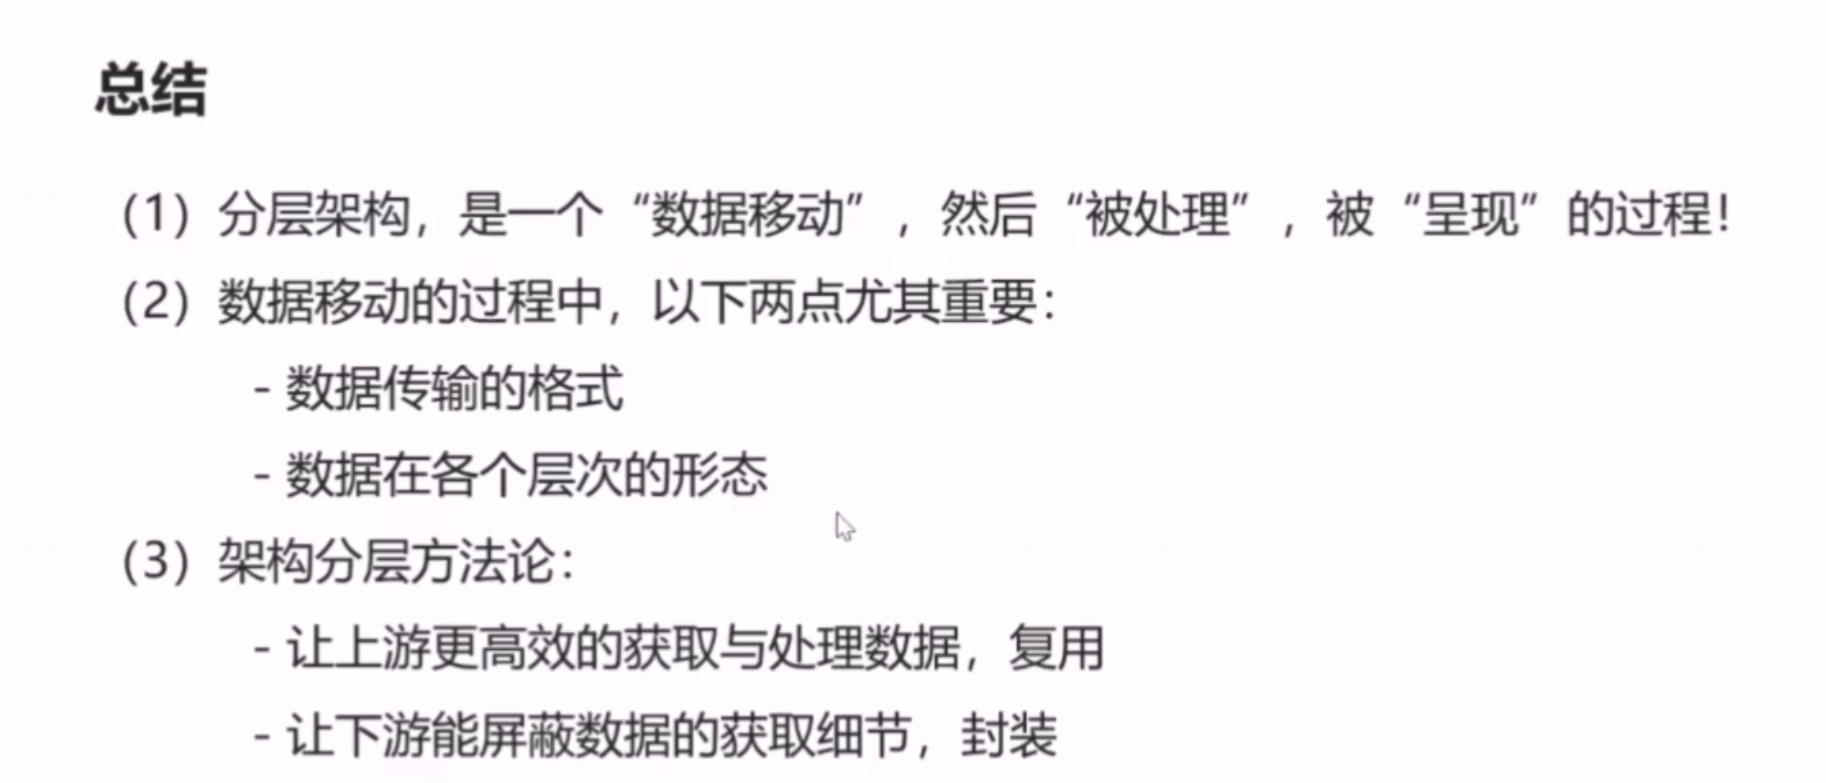 总结
（1）分层架构，是一个“数据移动”，然后“被处理”，被“呈现”的过程！
（2）数据移动的过程中，以下两点尤其重要：
- 数据传输的格式
- 数据在各个层次的形态
（3）架构分层方法论：
- 让上游更高效的获取与处理数据，复用
- 让下游能屏蔽数据的获取细节，封装